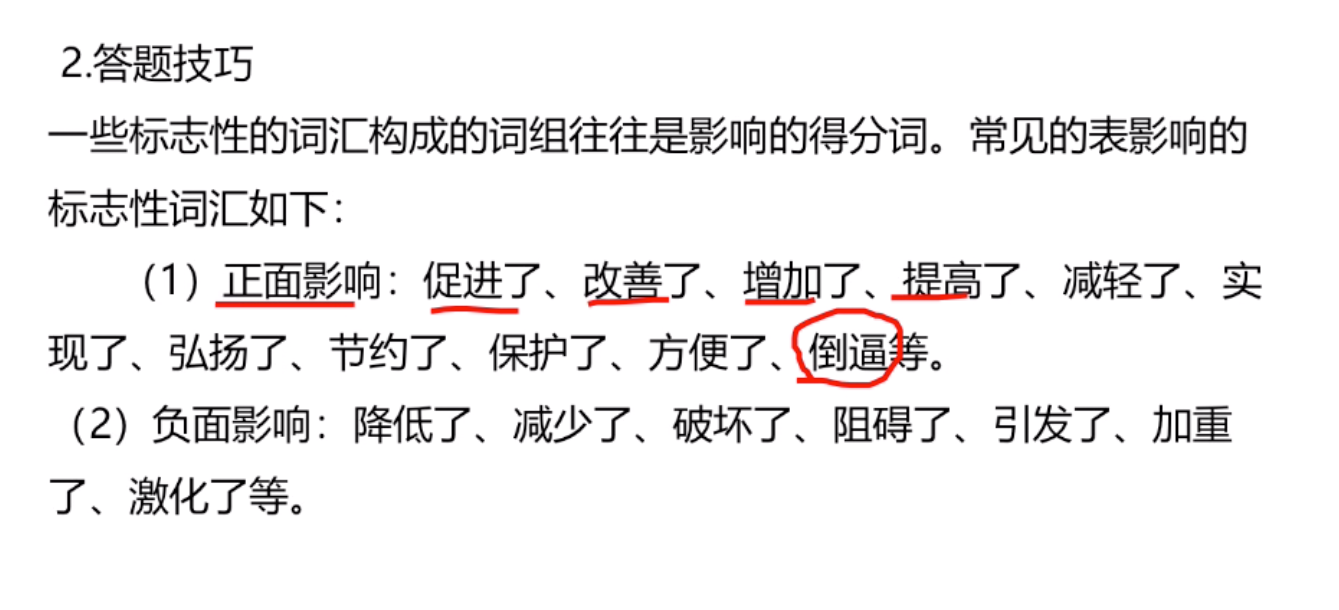 2.答题技巧
一些标志性的词汇构成的词组往往是影响的得分词。常见的表影响的
标志性词汇如下：
（1）正面影响：促进了、改善了、增加了、提高了、减轻了、实
现了、弘扬了、节约了、保护了、方便了、倒逼等。
（2）负面影响：降低了、减少了、破坏了、阻碍了、引发了、加重
了、激化了等。